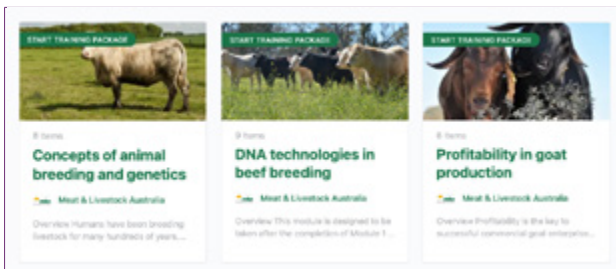 START TRAINING PACKAGE
8 items
Concepts of animal
breeding and genetics
Meat & Livestock Australia
Overview Humans have been breeding
livestock for many hundreds of years....
START TRAINING PACKAGE
9 items
DNA technologies in
beef breeding
Meat & Livestock Australia
Overview This module is designed to be
taken after the completion of Module 1...
START TRAINING PACKAGE
8 items
Profitability in goat
production
Meat & Livestock Australia
Overview Profitability is the key to
successful commercial goat enterprise...